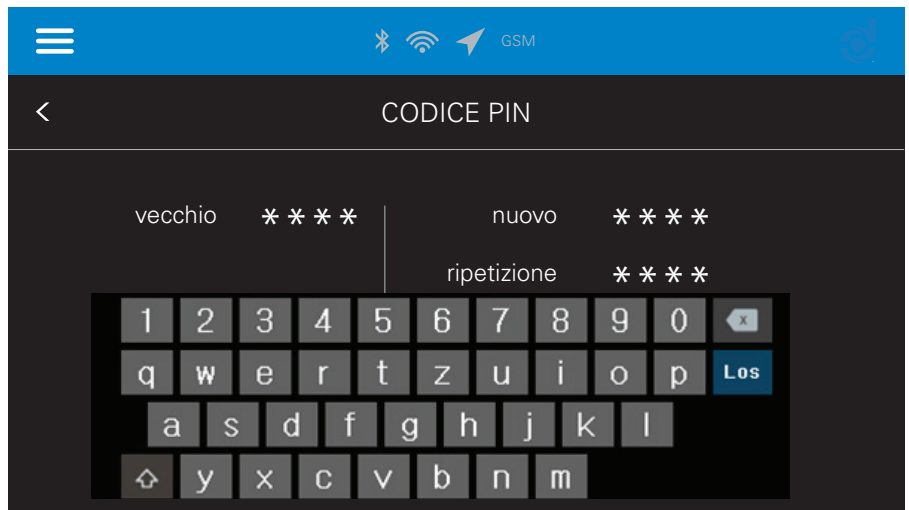 GSM
CODICE PIN
vecchio **** nuovo ****
ripetizione ****
1 2 3 4 5 6 7 8 9 0 x
q w e r t z u i o p Los
a s d f g h j k l
y x c v b n m